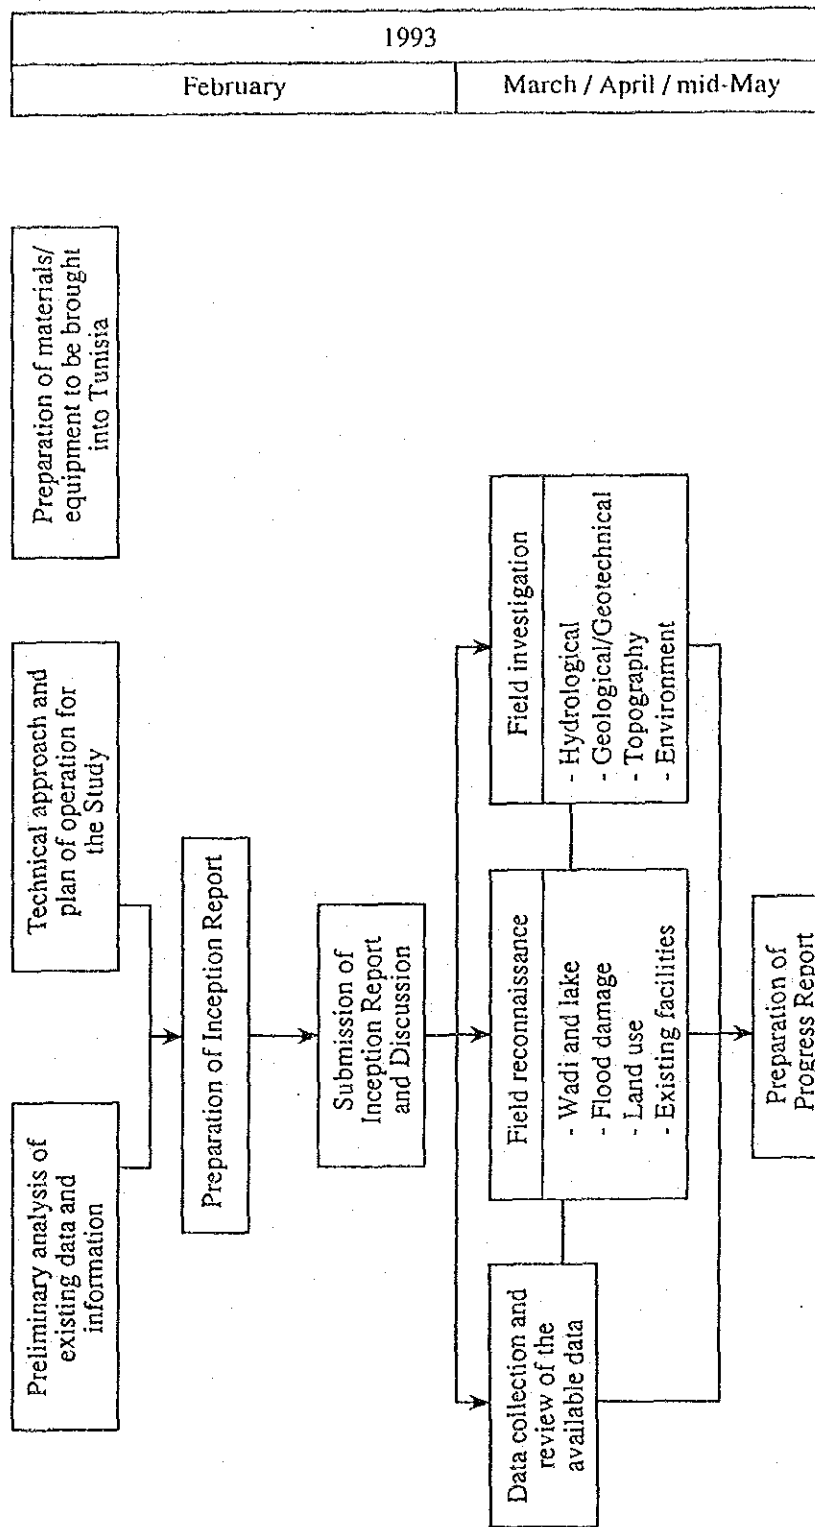 1993
February
March / April / mid-May
Preliminary analysis of
existing data and
information
Technical approach and
plan of operation for
the Study
Preparation of materials/
equipment to be brought
into Tunisia
Preparation of Inception Report
Submission of
Inception Report
and Discussion
Data collection and
review of the
available data
Field reconnaissance
- Wadi and lake
- Flood damage
- Land use
- Existing facilities
Field investigation
- Hydrological
- Geological/Geotechnical
- Topography
- Environment
Preparation of
Progress Report